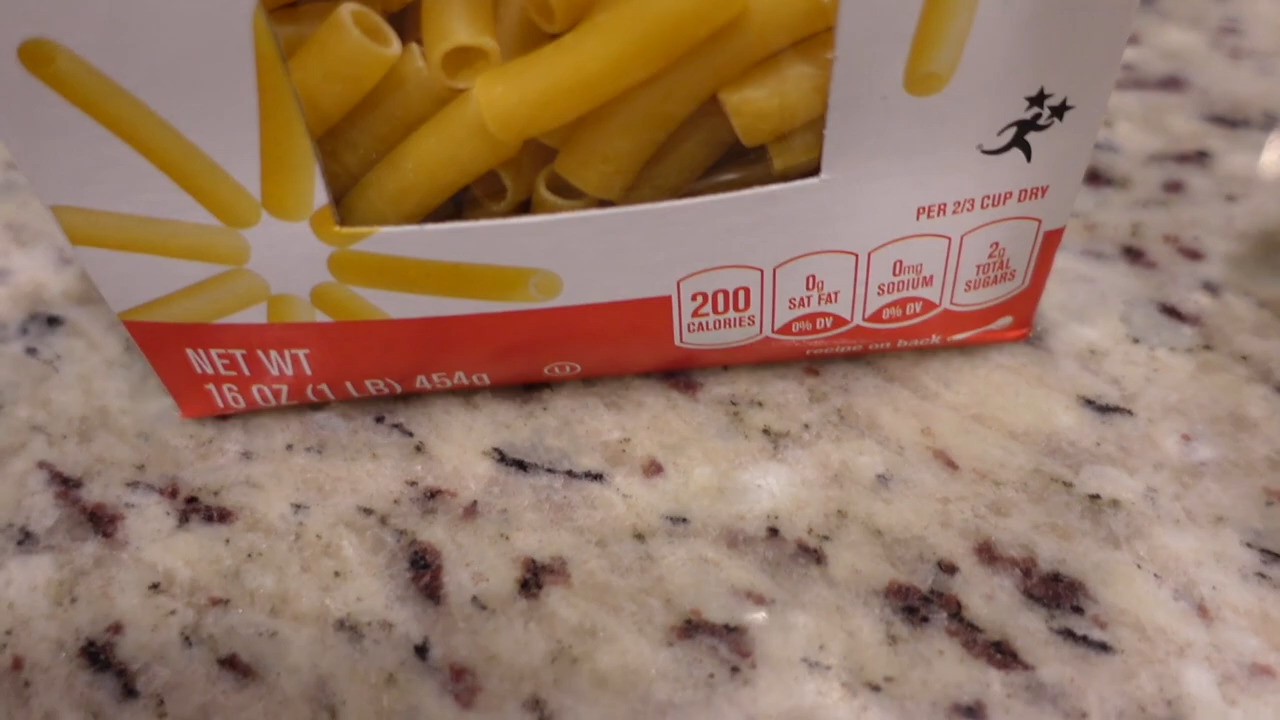 PER 2/3 CUP DRY
200
CALORIES
0g
SAT FAT
0% DV
0mg
SODIUM
0% DV
2g
TOTAL
SUGARS
recipe on back
NET WT
16 OZ (1 LB) 454g
U